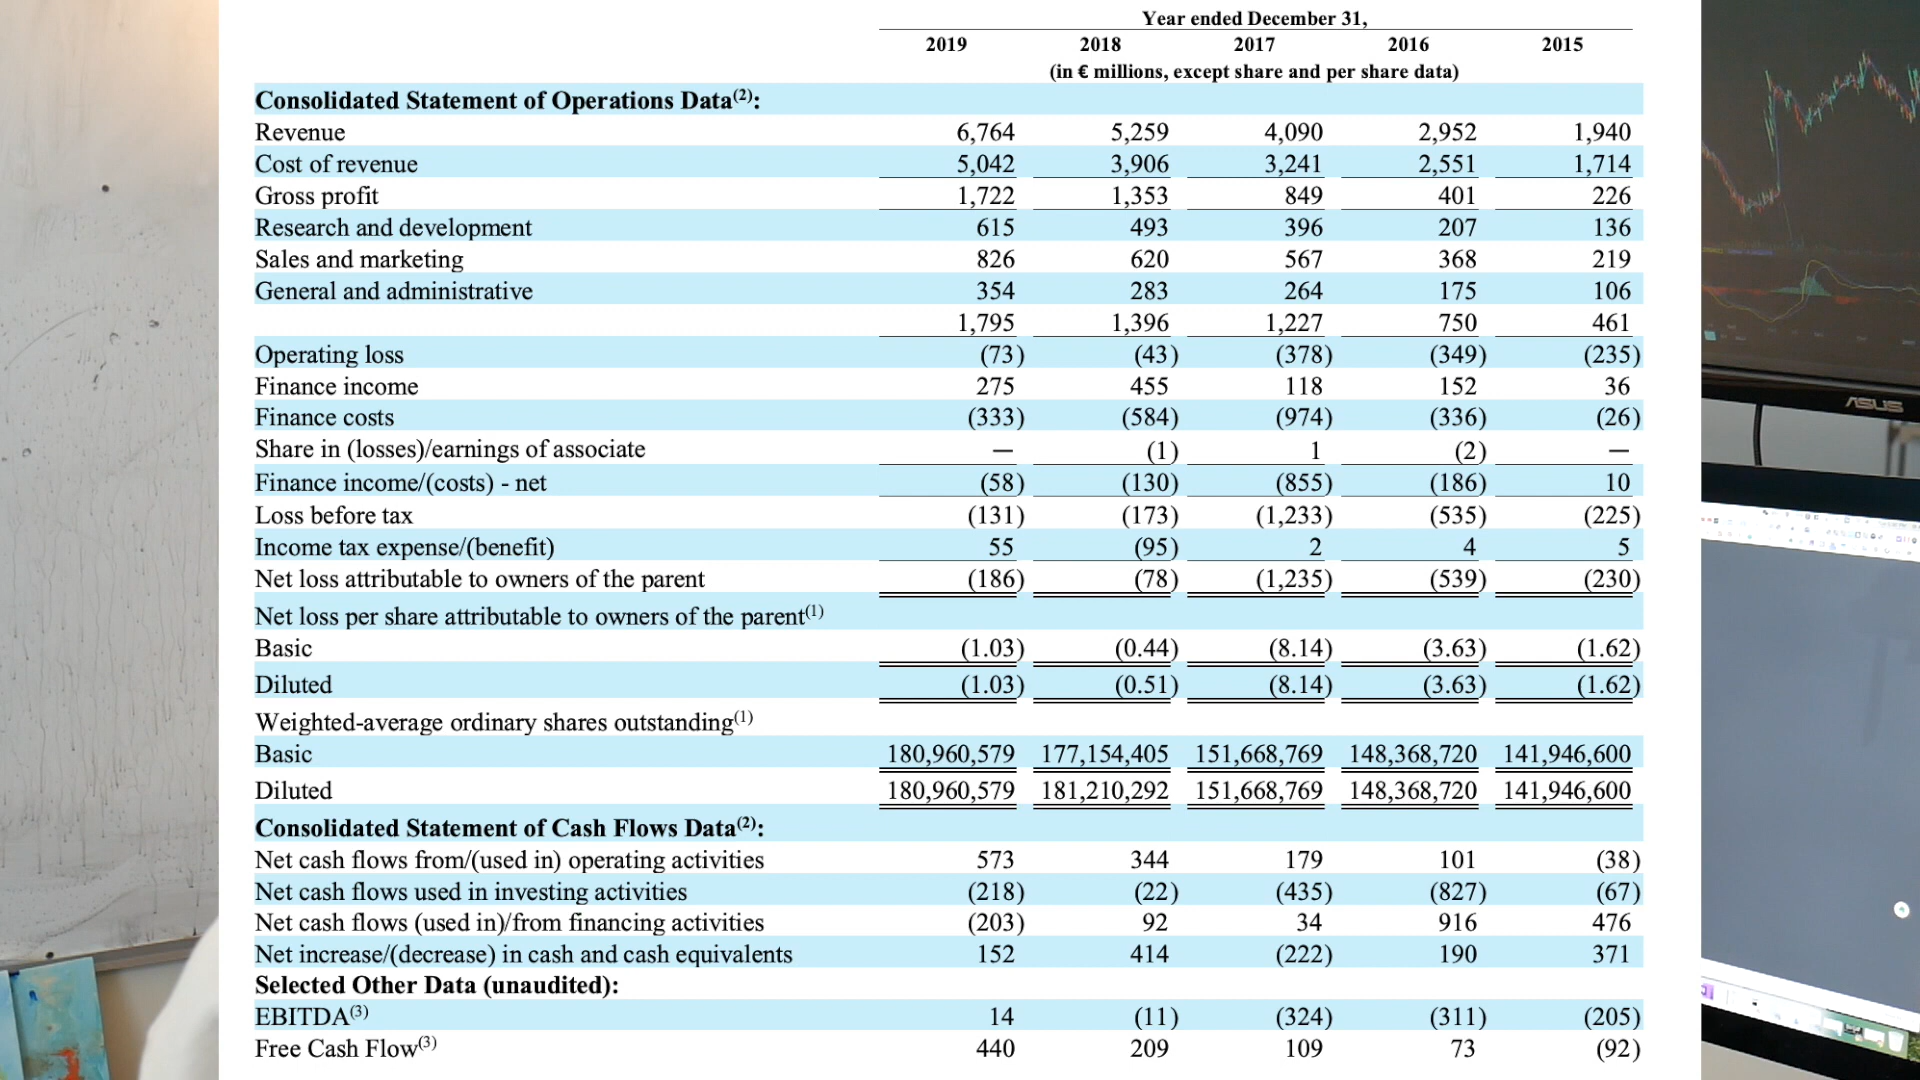 Year ended December 31,
2019 2018 2017 2016 2015
(in € millions, except share and per share data)
Consolidated Statement of Operations Data(2):
Revenue 6,764 5,259 4,090 2,952 1,940
Cost of revenue 5,042 3,906 3,241 2,551 1,714
Gross profit 1,722 1,353 849 401 226
Research and development 615 493 396 207 136
Sales and marketing 826 620 567 368 219
General and administrative 354 283 264 175 106
1,795 1,396 1,227 750 461
Operating loss (73) (43) (378) (349) (235)
Finance income 275 455 118 152 36
Finance costs (333) (584) (974) (336) (26)
Share in (losses)/earnings of associate — (1) 1 (2) —
Finance income/(costs) - net (58) (130) (855) (186) 10
Loss before tax (131) (173) (1,233) (535) (225)
Income tax expense/(benefit) 55 (95) 2 4 5
Net loss attributable to owners of the parent (186) (78) (1,235) (539) (230)
Net loss per share attributable to owners of the parent(1)
Basic (1.03) (0.44) (8.14) (3.63) (1.62)
Diluted (1.03) (0.51) (8.14) (3.63) (1.62)
Weighted-average ordinary shares outstanding(1)
Basic 180,960,579 177,154,405 151,668,769 148,368,720 141,946,600
Diluted 180,960,579 181,210,292 151,668,769 148,368,720 141,946,600
Consolidated Statement of Cash Flows Data(2):
Net cash flows from/(used in) operating activities 573 344 179 101 (38)
Net cash flows used in investing activities (218) (22) (435) (827) (67)
Net cash flows (used in)/from financing activities (203) 92 34 916 476
Net increase/(decrease) in cash and cash equivalents 152 414 (222) 190 371
Selected Other Data (unaudited):
EBITDA(3) 14 (11) (324) (311) (205)
Free Cash Flow(3) 440 209 109 73 (92)
ASUS